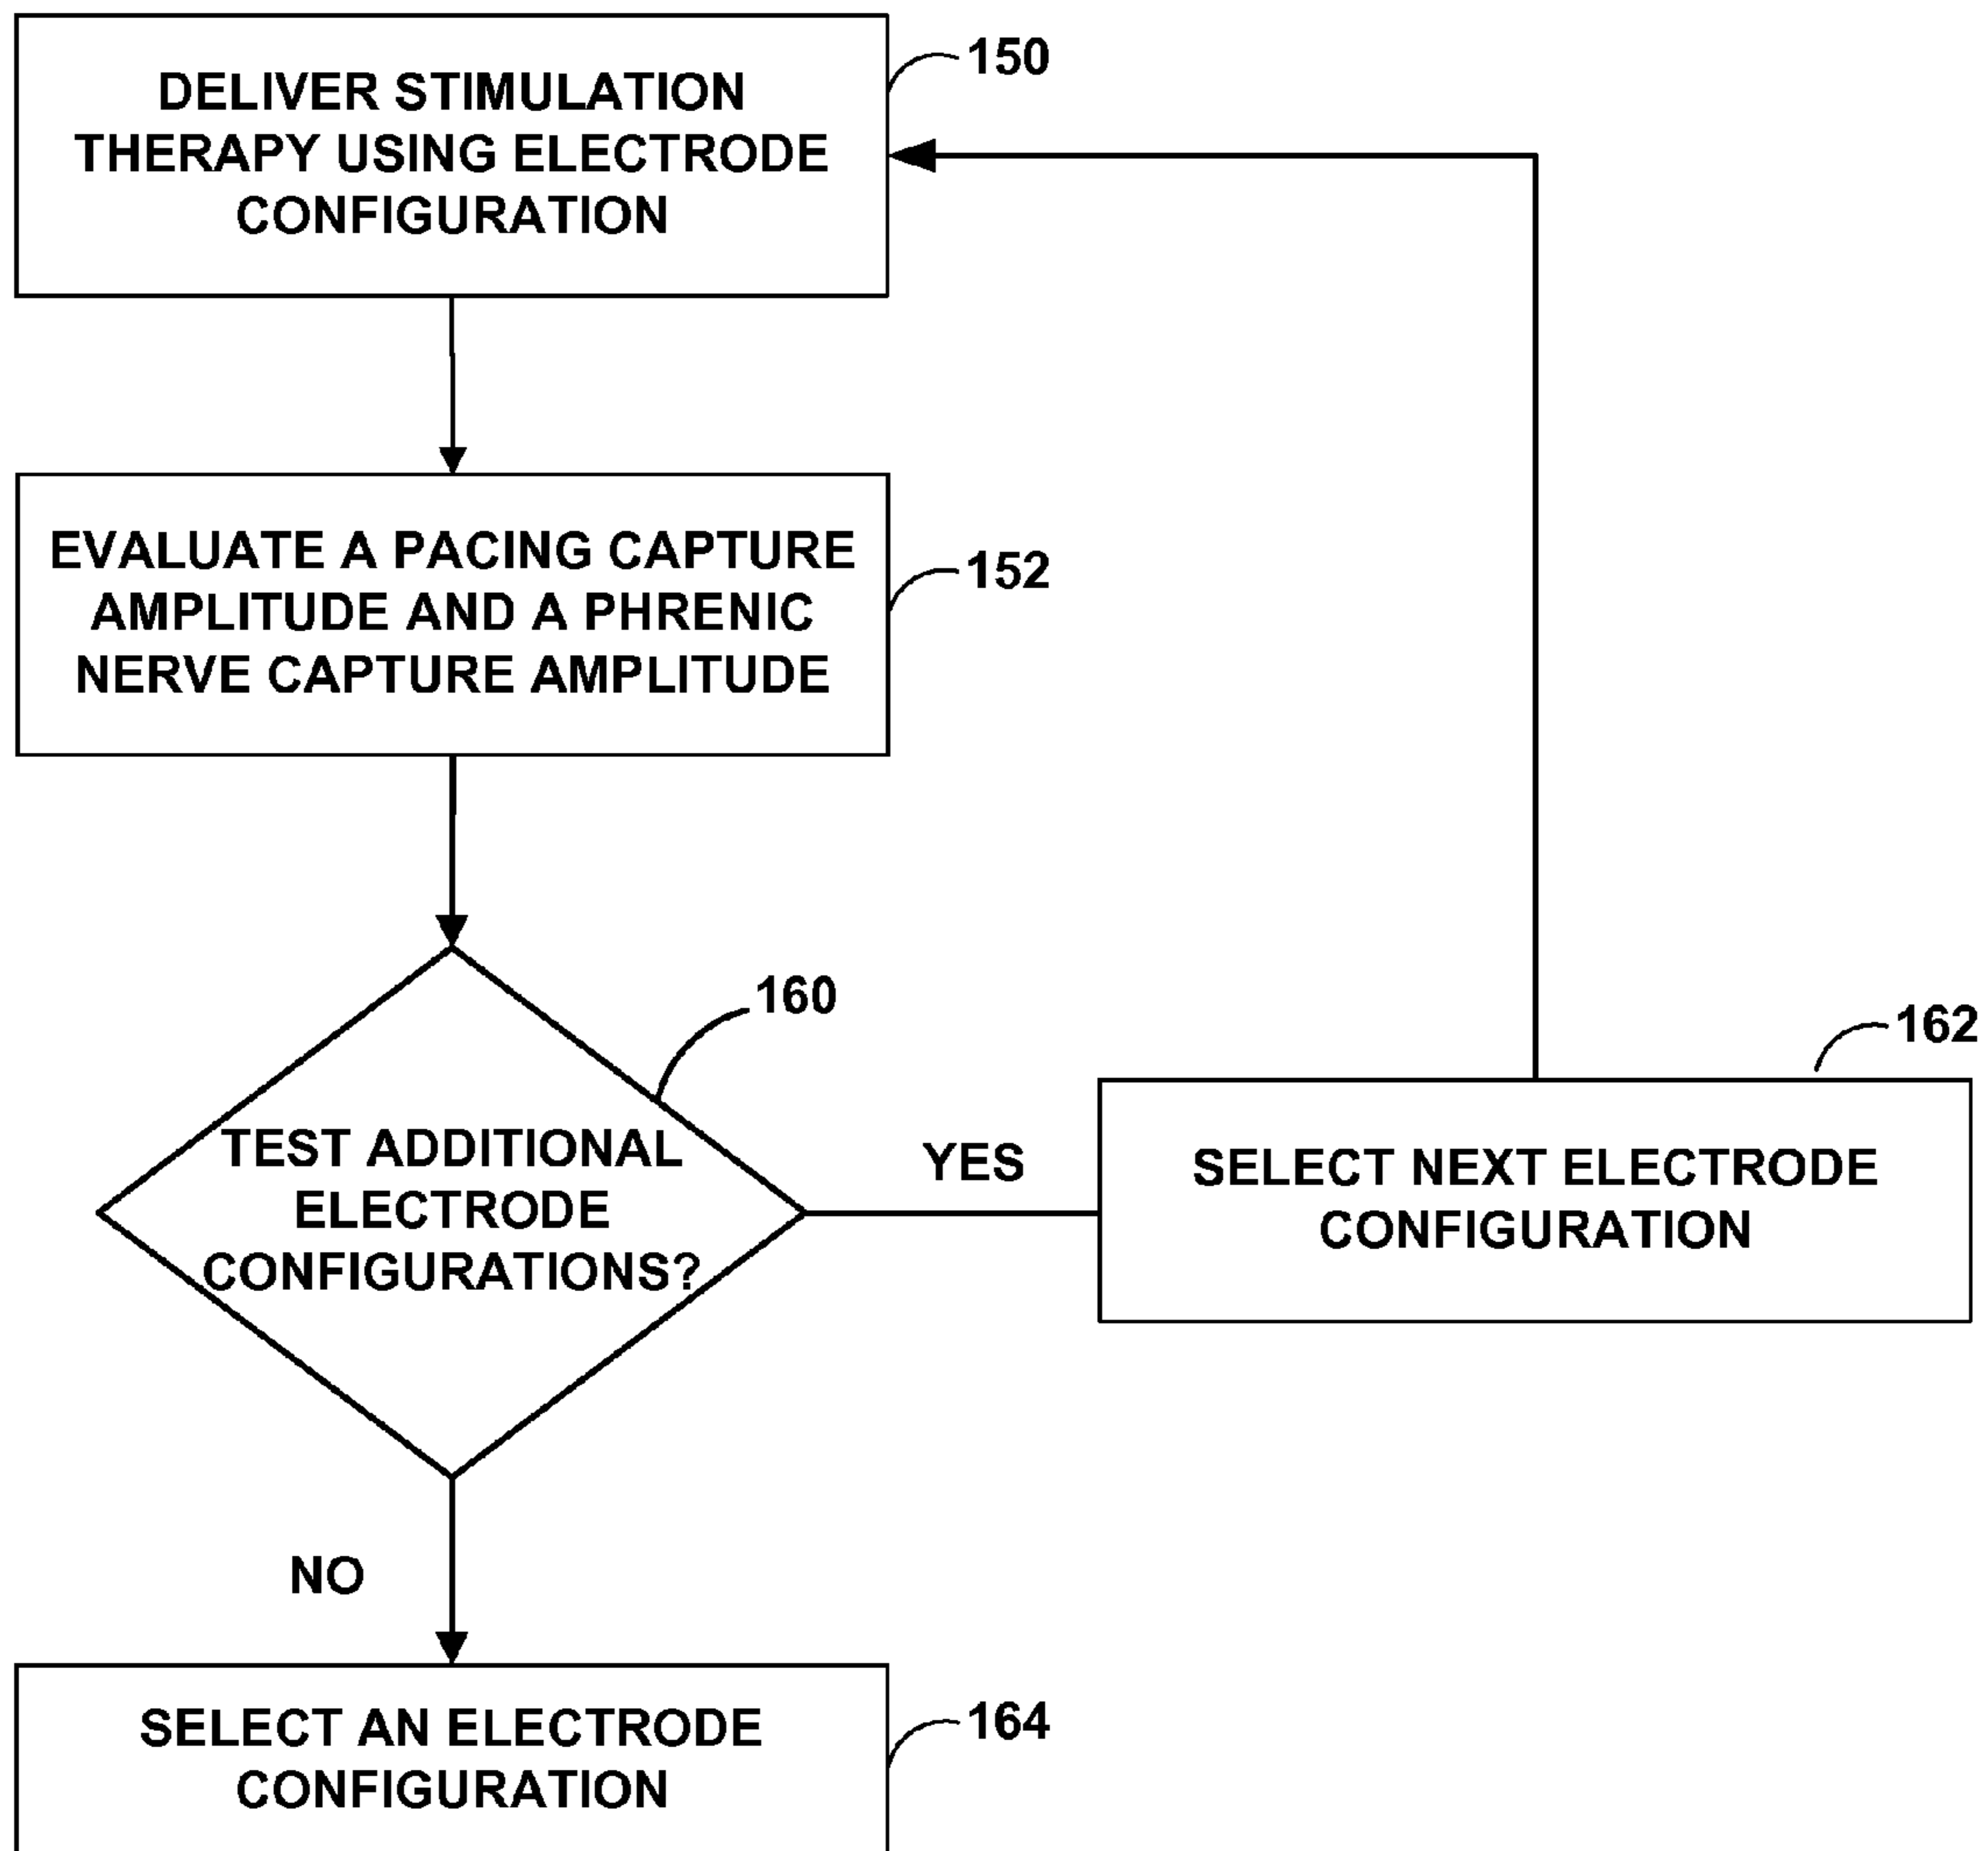 DELIVER STIMULATION
THERAPY USING ELECTRODE
CONFIGURATION
150
EVALUATE A PACING CAPTURE
AMPLITUDE AND A PHRENIC
NERVE CAPTURE AMPLITUDE
152
160
TEST ADDITIONAL
ELECTRODE
CONFIGURATIONS?
YES
162
SELECT NEXT ELECTRODE
CONFIGURATION
NO
SELECT AN ELECTRODE
CONFIGURATION
164